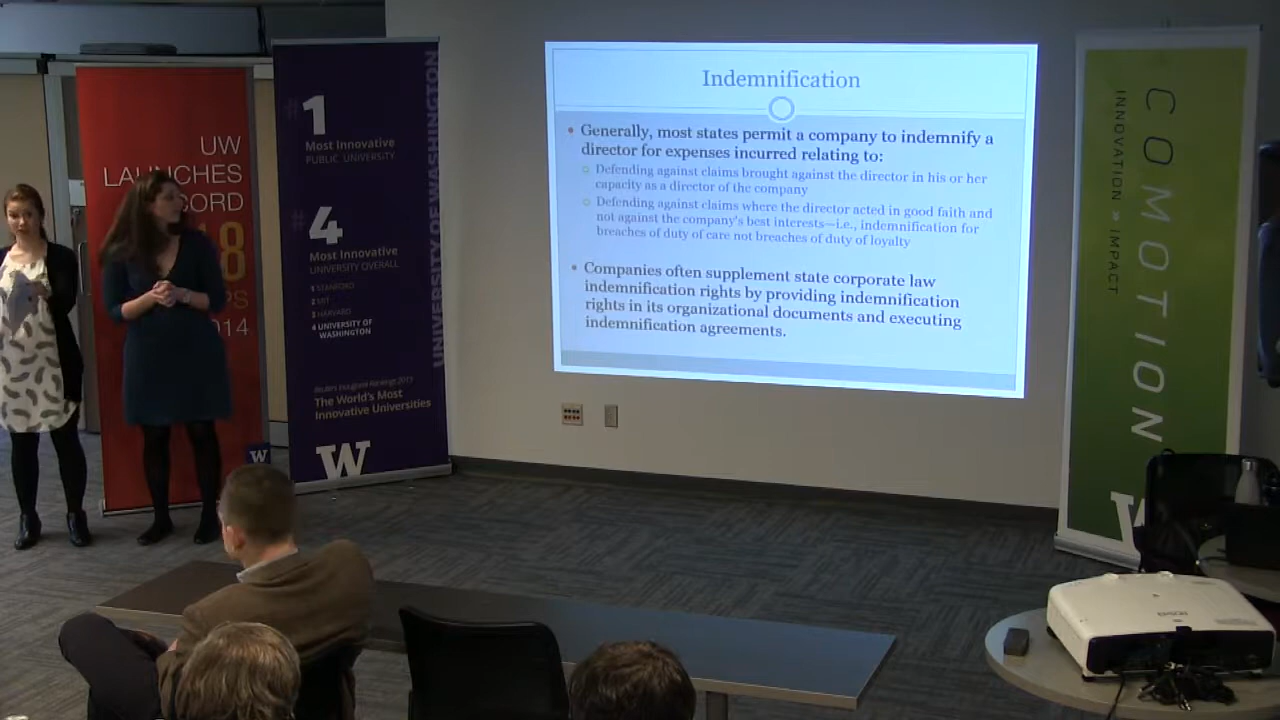 UW
LAUNCHES
18
2014
W
#1
Most Innovative
PUBLIC UNIVERSITY
#4
Most Innovative
UNIVERSITY OVERALL
1 STANFORD
2 MIT
3 HARVARD
4 UNIVERSITY OF
WASHINGTON
The World's Most
Innovative Universities
W
UNIVERSITY OF WASHINGTON
Indemnification
Generally, most states permit a company to indemnify a
director for expenses incurred relating to:
Defending against claims brought against the director in his or her
capacity as a director of the company
Defending against claims where the director acted in good faith and
not against the company's best interests—i.e., indemnification for
breaches of duty of care not breaches of duty of loyalty
Companies often supplement state corporate law
indemnification rights by providing indemnification
rights in its organizational documents and executing
indemnification agreements.
COMOTION
INNOVATION » IMPACT
W